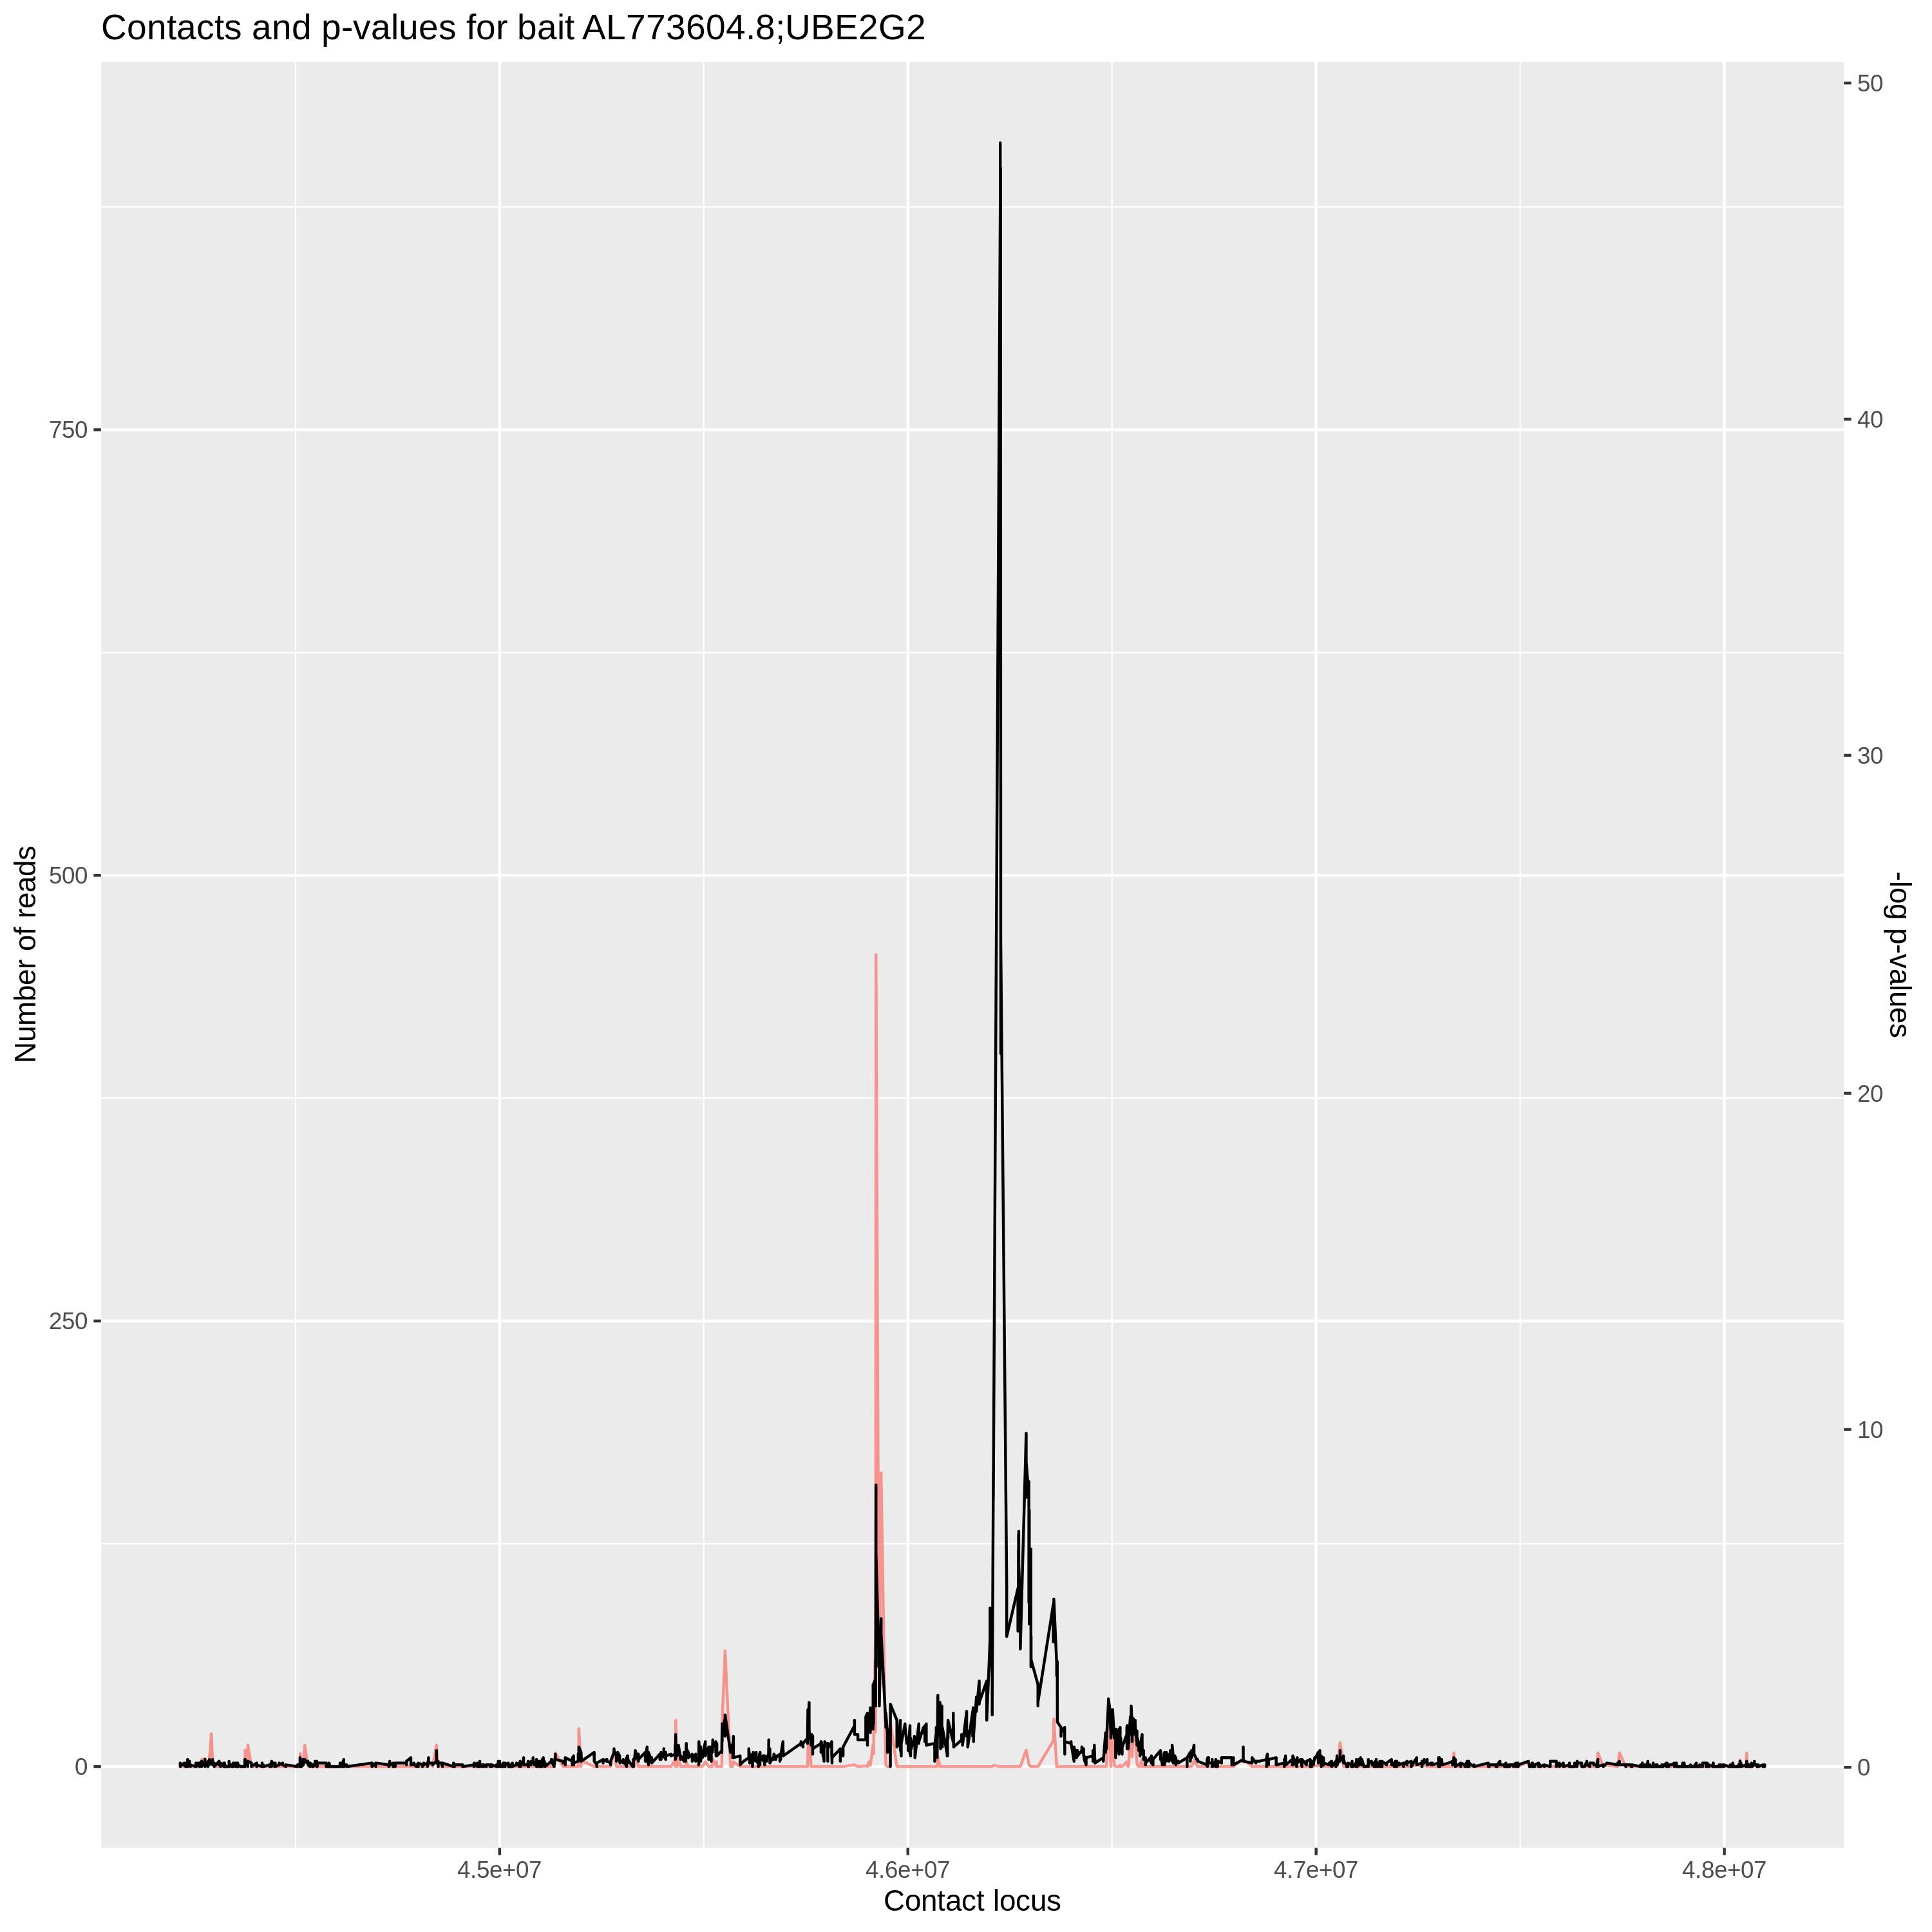 Contacts and p-values for bait AL773604.8;UBE2G2
Number of reads
750
500
250
0
50
40
30
20
10
0
-log p-values
4.5e+07
4.6e+07
4.7e+07
4.8e+07
Contact locus